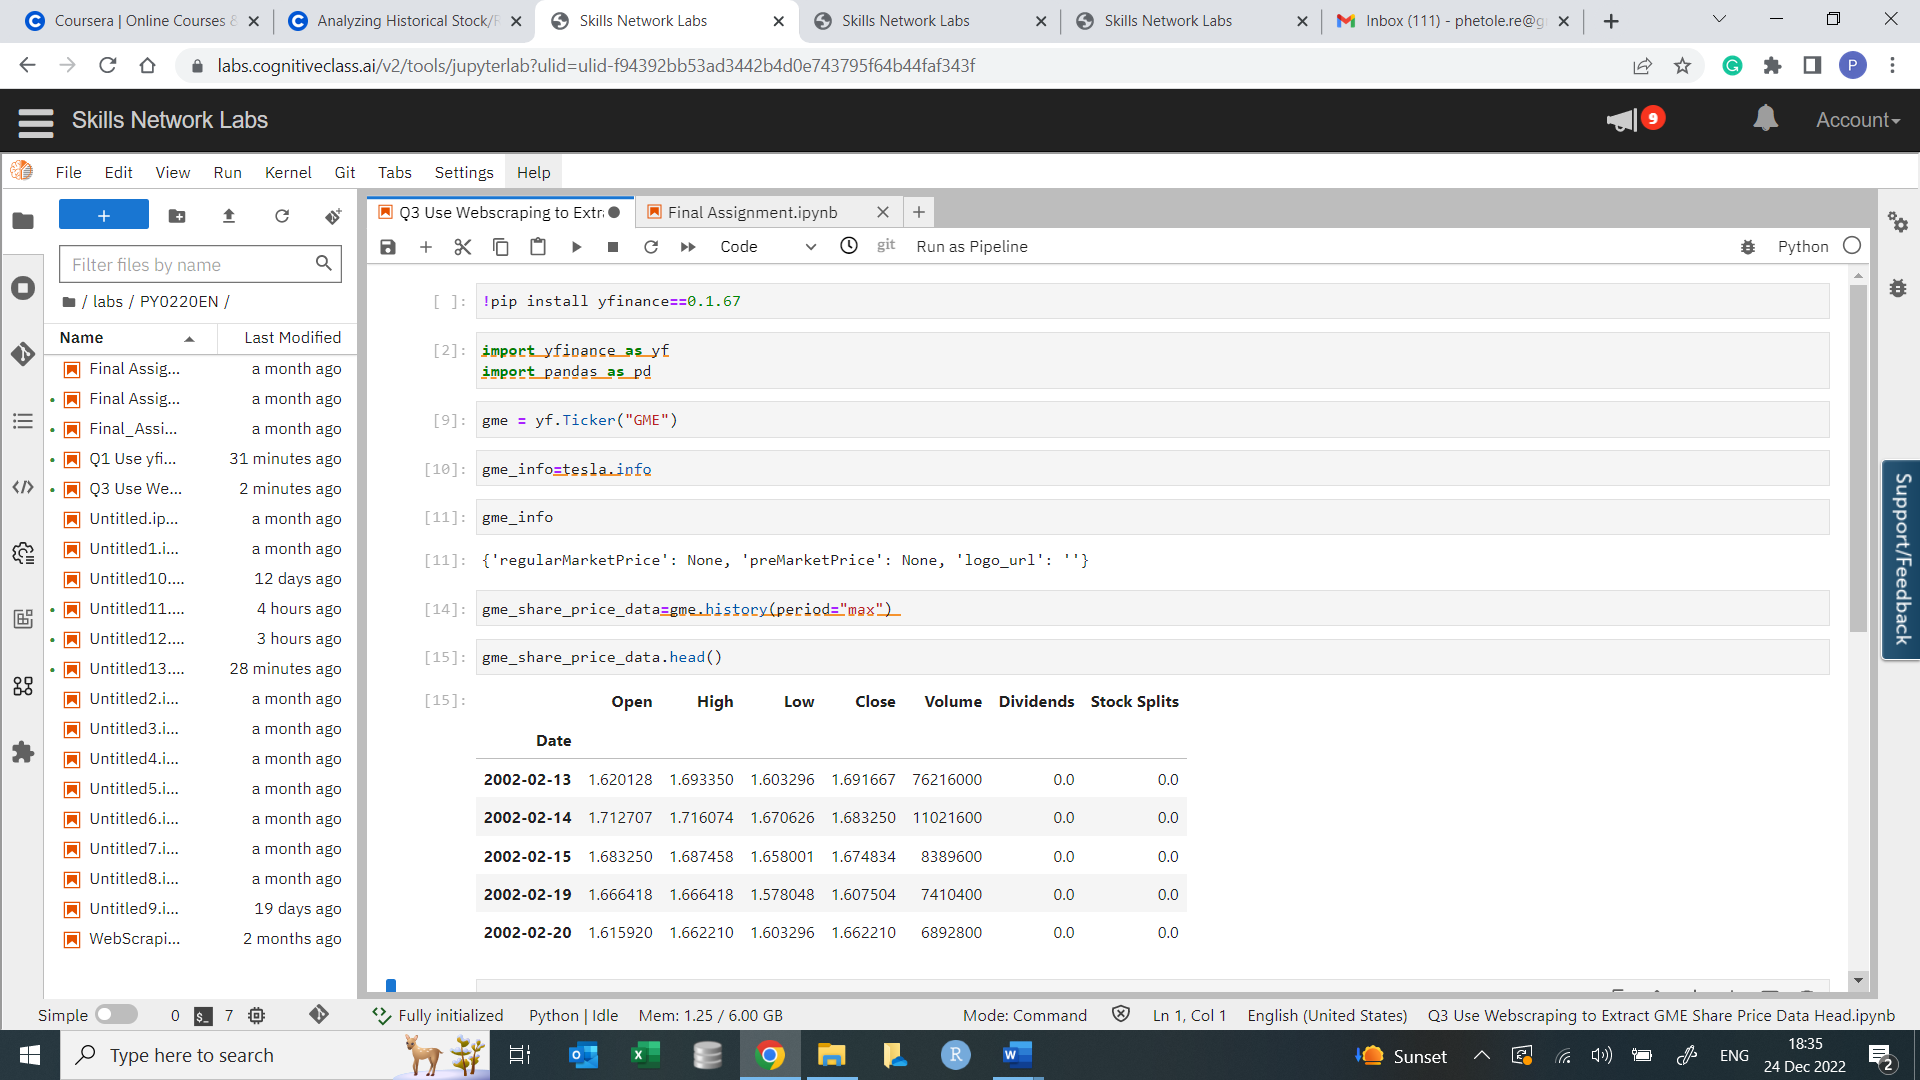 Coursera | Online Courses &
Analyzing Historical Stock/R
Skills Network Labs
Skills Network Labs
Skills Network Labs
Inbox (111) - phetole.re@g
labs.cognitiveclass.ai/v2/tools/jupyterlab?ulid=ulid-f94392bb53ad3442b4d0e743795f64b44faf343f
P
Skills Network Labs
9
Account
File Edit View Run Kernel Git Tabs Settings Help
Q3 Use Webscraping to Extra
Final Assignment.ipynb
Code
git
Run as Pipeline
Python
Filter files by name
/ labs / PY0220EN /
Name Last Modified
Final Assig... a month ago
Final Assig... a month ago
Final_Assi... a month ago
Q1 Use yfi... 31 minutes ago
Q3 Use We... 2 minutes ago
Untitled.ip... a month ago
Untitled1.i... a month ago
Untitled10.... 12 days ago
Untitled11.... 4 hours ago
Untitled12.... 3 hours ago
Untitled13.... 28 minutes ago
Untitled2.i... a month ago
Untitled3.i... a month ago
Untitled4.i... a month ago
Untitled5.i... a month ago
Untitled6.i... a month ago
Untitled7.i... a month ago
Untitled8.i... a month ago
Untitled9.i... 19 days ago
WebScrapi... 2 months ago
[ ]: !pip install yfinance==0.1.67
[2]: import yfinance as yf
import pandas as pd
[9]: gme = yf.Ticker("GME")
[10]: gme_info=tesla.info
[11]: gme_info
[11]: {'regularMarketPrice': None, 'preMarketPrice': None, 'logo_url': ''}
[14]: gme_share_price_data=gme.history(period="max")
[15]: gme_share_price_data.head()
[15]: Open High Low Close Volume Dividends Stock Splits
Date
2002-02-13 1.620128 1.693350 1.603296 1.691667 76216000 0.0 0.0
2002-02-14 1.712707 1.716074 1.670626 1.683250 11021600 0.0 0.0
2002-02-15 1.683250 1.687458 1.658001 1.674834 8389600 0.0 0.0
2002-02-19 1.666418 1.666418 1.578048 1.607504 7410400 0.0 0.0
2002-02-20 1.615920 1.662210 1.603296 1.662210 6892800 0.0 0.0
Support/Feedback
Simple 0 7 Fully initialized Python | Idle Mem: 1.25 / 6.00 GB Mode: Command Ln 1, Col 1 English (United States) Q3 Use Webscraping to Extract GME Share Price Data Head.ipynb
Type here to search
Sunset
ENG
18:35
24 Dec 2022
2